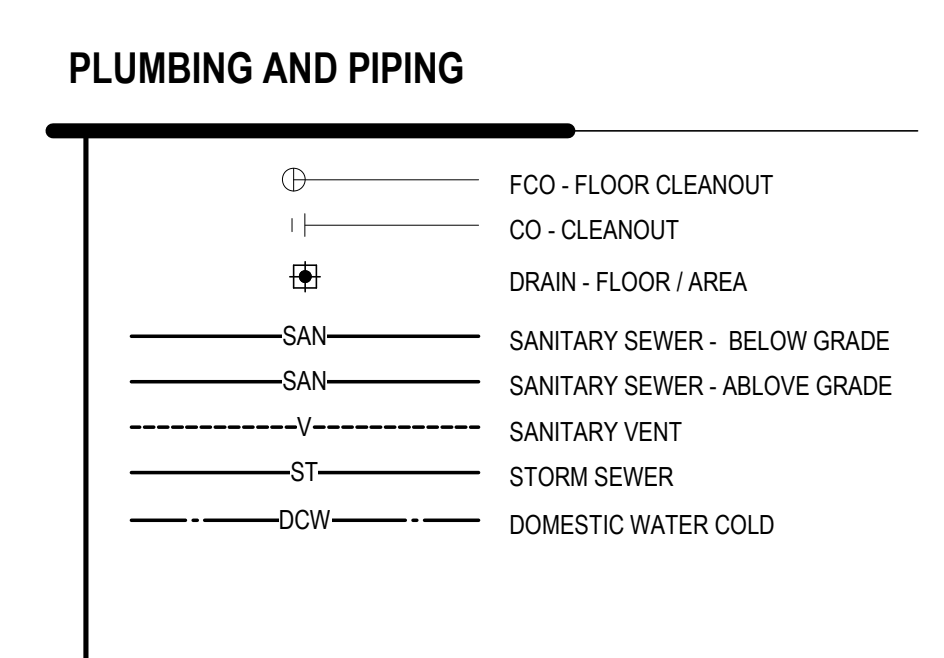 PLUMBING AND PIPING
FCO - FLOOR CLEANOUT
CO - CLEANOUT
DRAIN - FLOOR / AREA
SAN SANITARY SEWER - BELOW GRADE
SAN SANITARY SEWER - ABLOVE GRADE
V SANITARY VENT
ST STORM SEWER
DCW DOMESTIC WATER COLD